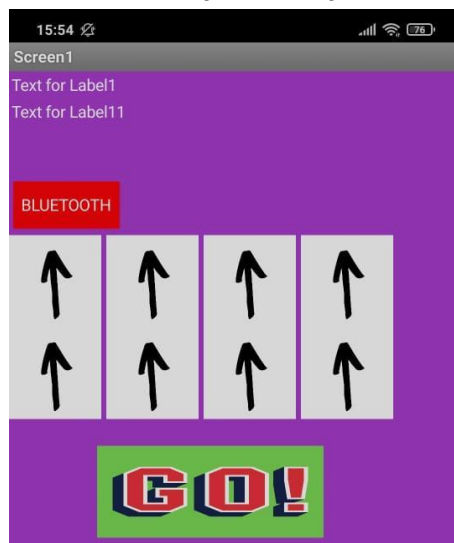 15:54
76
Screen1
Text for Label1
Text for Label11
BLUETOOTH
GO!